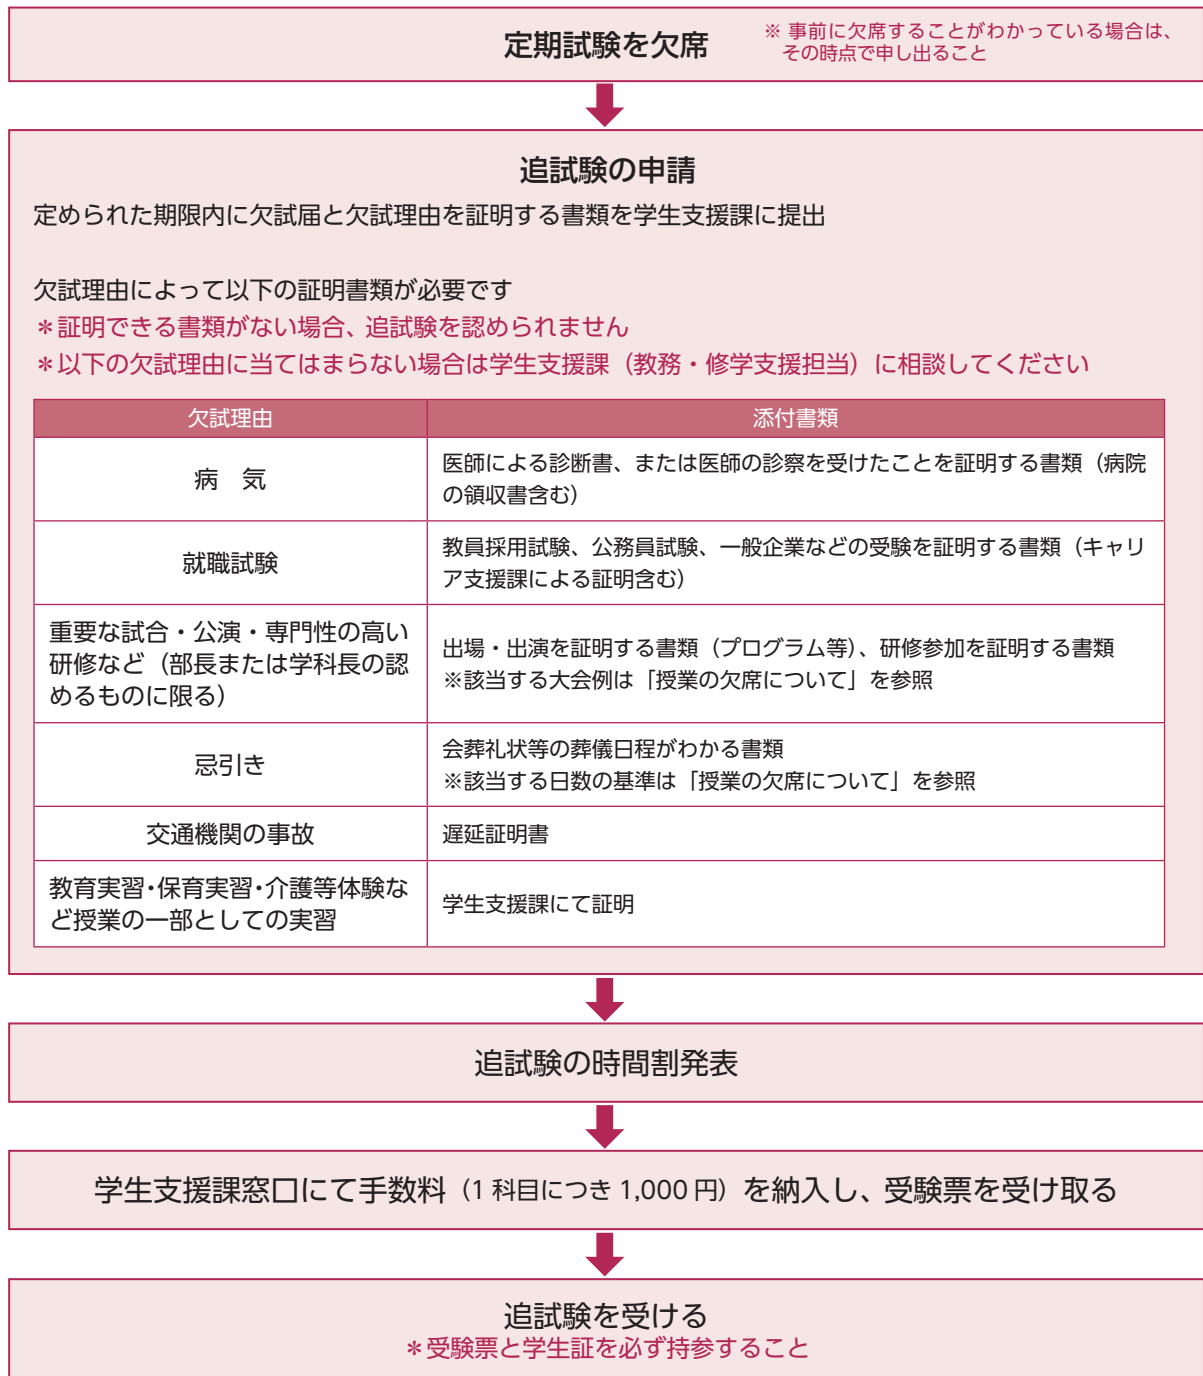 定期試験を欠席
※ 事前に欠席することがわかっている場合は、
その時点で申し出ること
追試験の申請
定められた期限内に欠試届と欠試理由を証明する書類を学生支援課に提出
欠試理由によって以下の証明書類が必要です
＊証明できる書類がない場合、追試験を認められません
＊以下の欠試理由に当てはまらない場合は学生支援課（教務・修学支援担当）に相談してください
欠試理由
添付書類
病　気
医師による診断書、または医師の診察を受けたことを証明する書類（病院
の領収書含む）
就職試験
教員採用試験、公務員試験、一般企業などの受験を証明する書類（キャリ
ア支援課による証明含む）
重要な試合・公演・専門性の高い
研修など（部長または学科長の認
めるものに限る）
出場・出演を証明する書類（プログラム等）、研修参加を証明する書類
※該当する大会例は「授業の欠席について」を参照
忌引き
会葬礼状等の葬儀日程がわかる書類
※該当する日数の基準は「授業の欠席について」を参照
交通機関の事故
遅延証明書
教育実習・保育実習・介護等体験な
ど授業の一部としての実習
学生支援課にて証明
追試験の時間割発表
学生支援課窓口にて手数料（1 科目につき 1,000 円）を納入し、受験票を受け取る
追試験を受ける
＊受験票と学生証を必ず持参すること